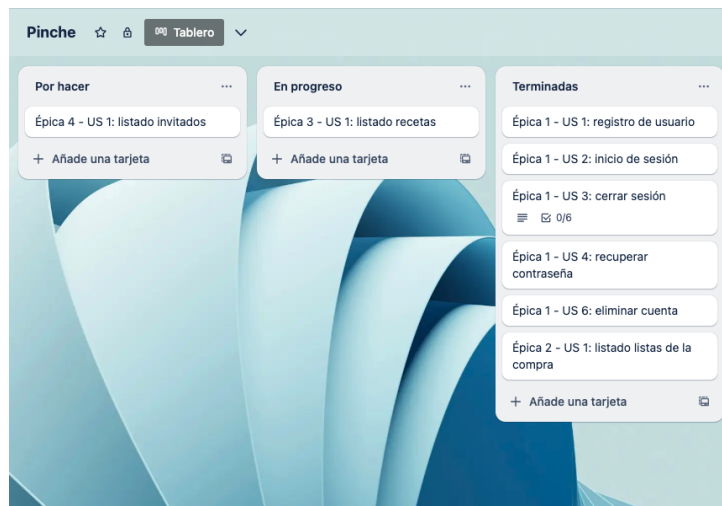 Pinche
Tablero
Por hacer
Épica 4 - US 1: listado invitados
Añade una tarjeta
En progreso
Épica 3 - US 1: listado recetas
Añade una tarjeta
Terminadas
Épica 1 - US 1: registro de usuario
Épica 1 - US 2: inicio de sesión
Épica 1 - US 3: cerrar sesión
0/6
Épica 1 - US 4: recuperar
contraseña
Épica 1 - US 6: eliminar cuenta
Épica 2 - US 1: listado listas de la
compra
Añade una tarjeta